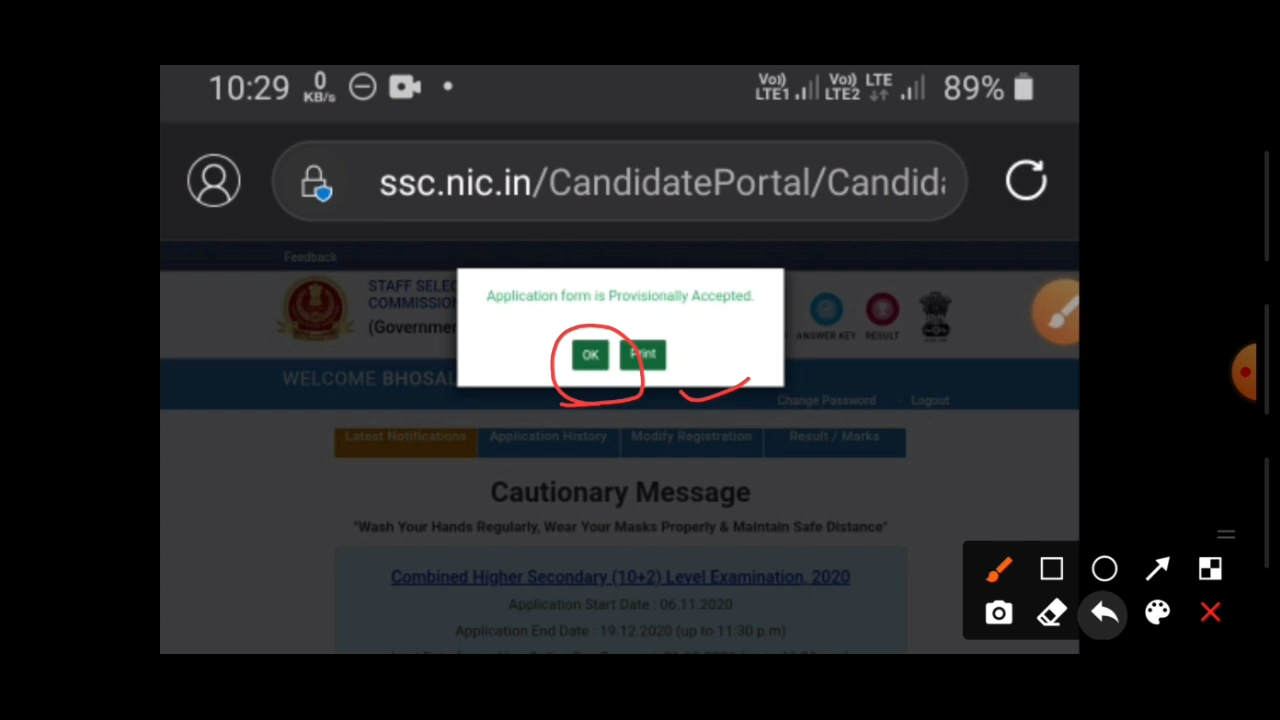 10:29 0 KB/s Vo)) LTE1 Vo)) LTE2 LTE 89%
ssc.nic.in/CandidatePortal/Candida
Feedback
STAFF SELEC
COMMISSION
(Governmen
Application form is Provisionally Accepted.
OK Print
ANSWER KEY RESULT
WELCOME BHOSAL
Change Password - Logout
Latest Notifications Application History Modify Registration Result / Marks
Cautionary Message
"Wash Your Hands Regularly, Wear Your Masks Properly & Maintain Safe Distance"
Combined Higher Secondary (10+2) Level Examination, 2020
Application Start Date : 06.11.2020
Application End Date : 19.12.2020 (up to 11:30 p.m)